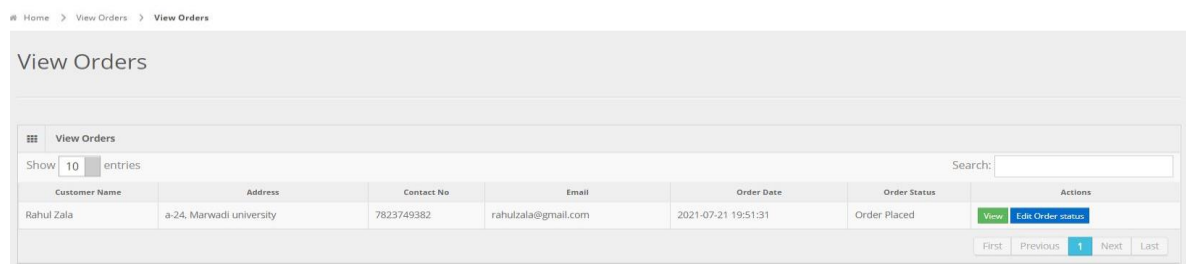 Home > View Orders > View Orders
View Orders
View Orders
Show 10 entries Search:
Customer Name Address Contact No Email Order Date Order Status Actions
Rahul Zala a-24, Marwadi university 7823749382 rahulzala@gmail.com 2021-07-21 19:51:31 Order Placed View Edit Order status
First Previous 1 Next Last